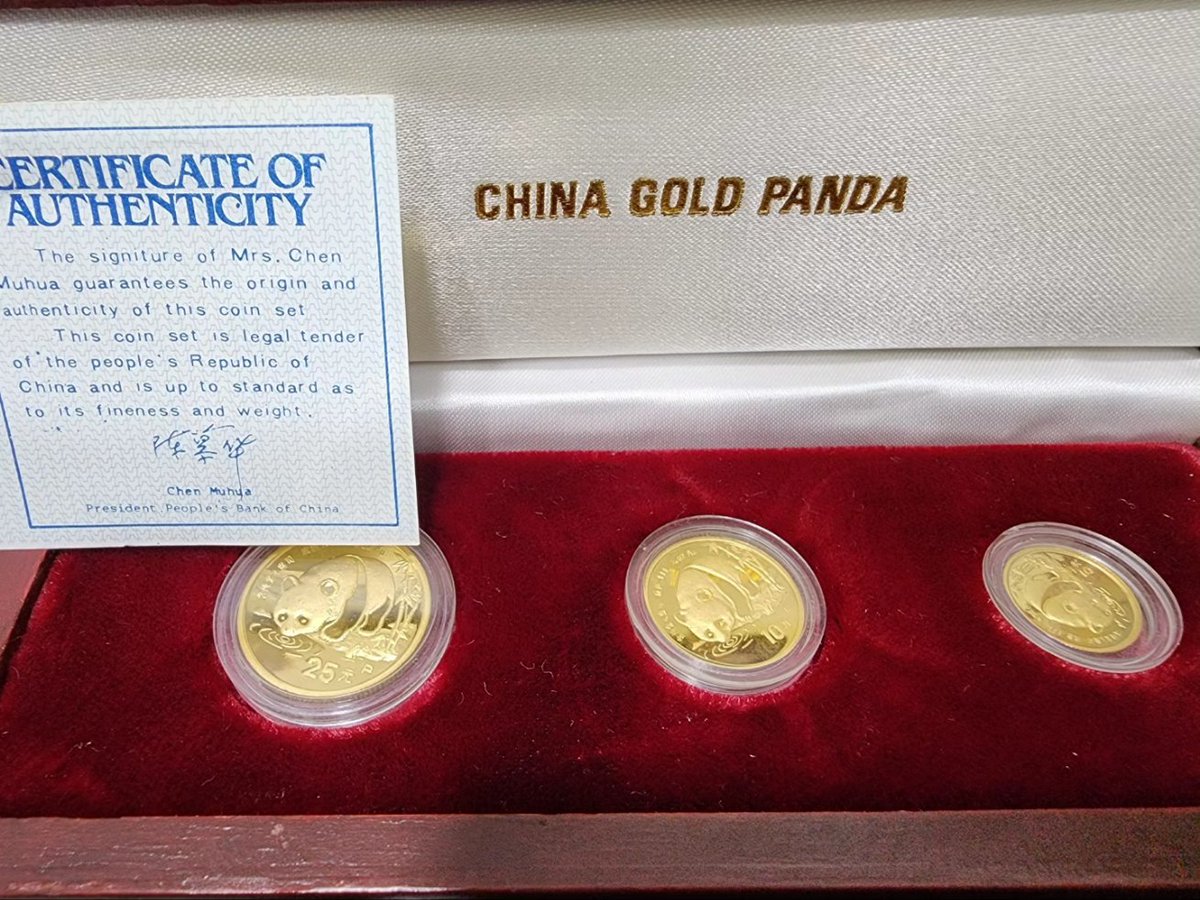 CERTIFICATE OF
AUTHENTICITY
The signiture of Mrs. Chen
Muhua guarantees the origin and
authenticity of this coin set
This coin set is legal tender
of the people's Republic of
China and is up to standard as
to its fineness and weight.
陈慕华
Chen Muhua
President People's Bank of China
CHINA GOLD PANDA
25元 P
10元